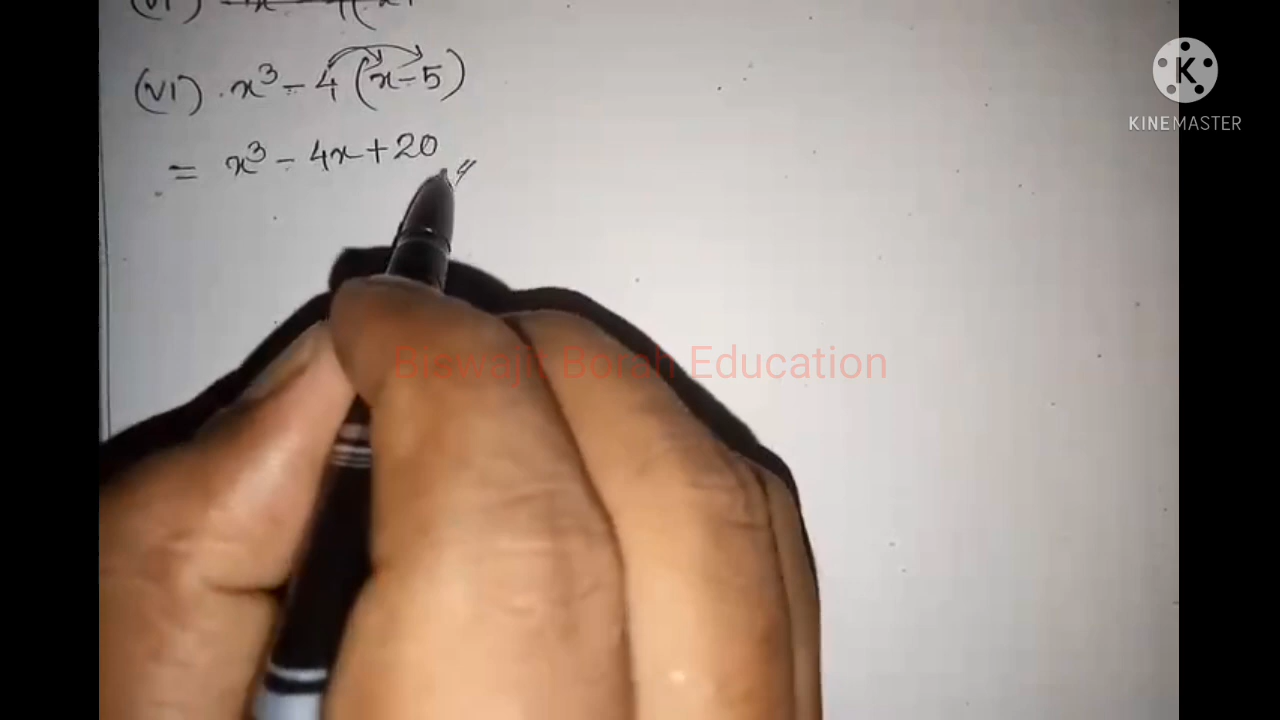 (vi) x³ - 4(x-5)
= x³ - 4x + 20
KINEMASTER
Biswajit Borah Education